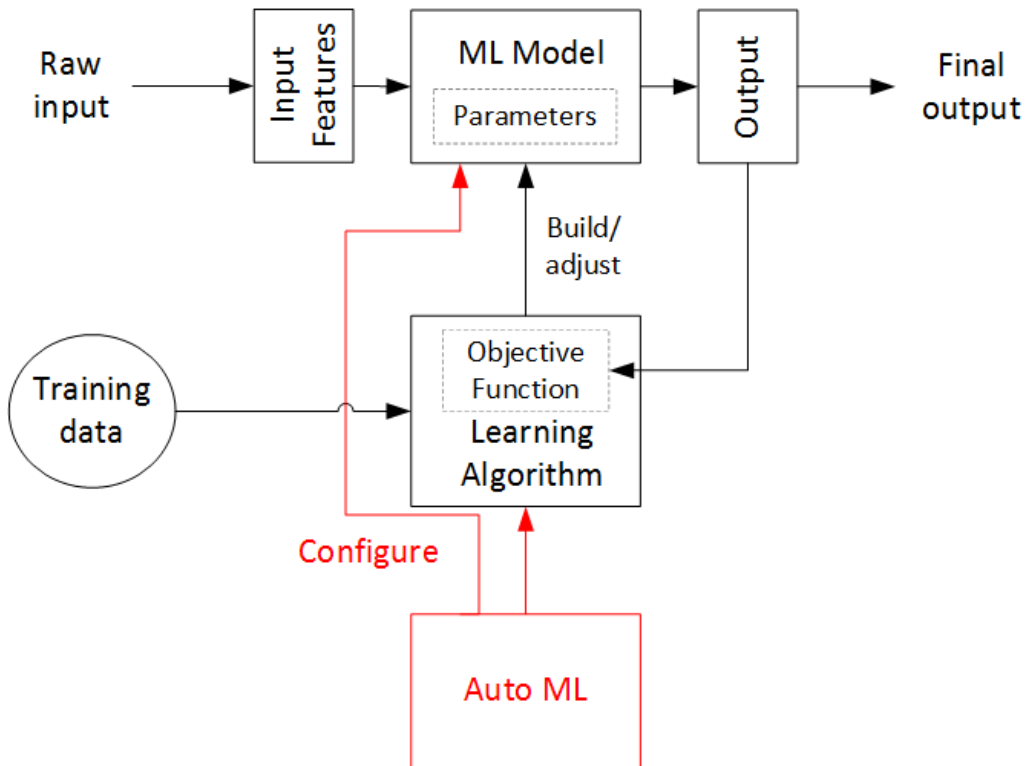 Raw
input
Input
Features
ML Model
Parameters
Output
Final
output
Build/
adjust
Objective
Function
Learning
Algorithm
Training
data
Configure
Auto ML